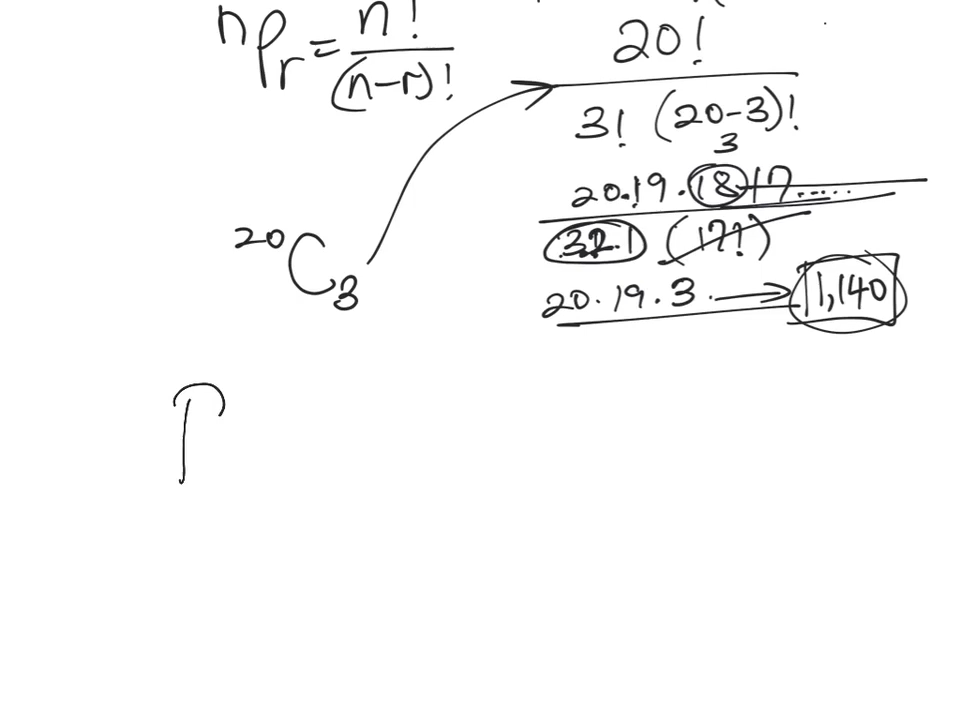 nPr = n! / (n-r)!
20!
3! (20-3)!
3
20.19.18 17 .....
3.2.1 (17!)
20C3
20.19.3. → 1,140